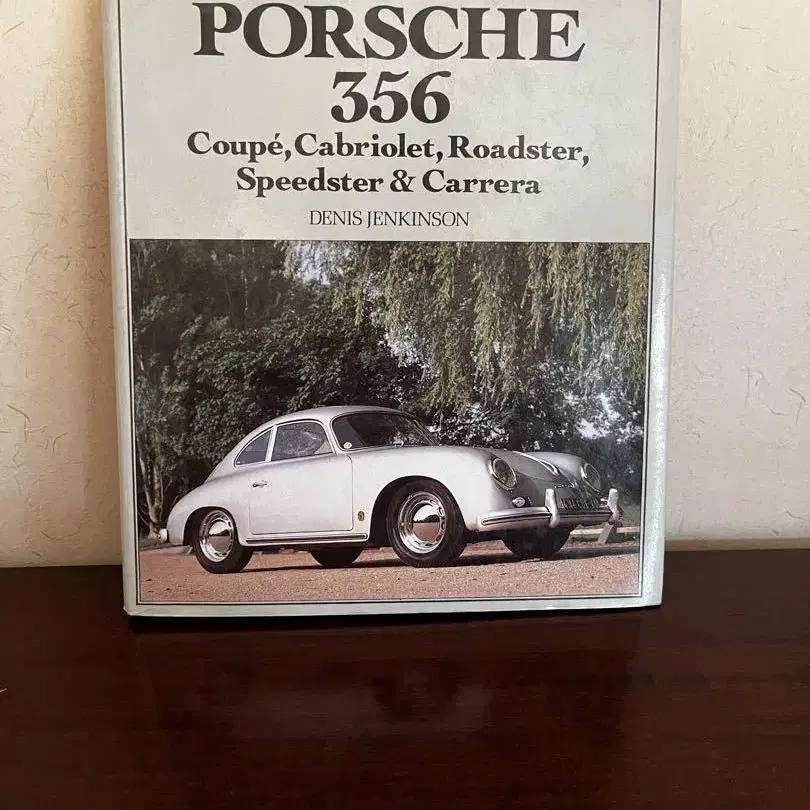 PORSCHE
356
Coupé, Cabriolet, Roadster,
Speedster & Carrera
DENIS JENKINSON